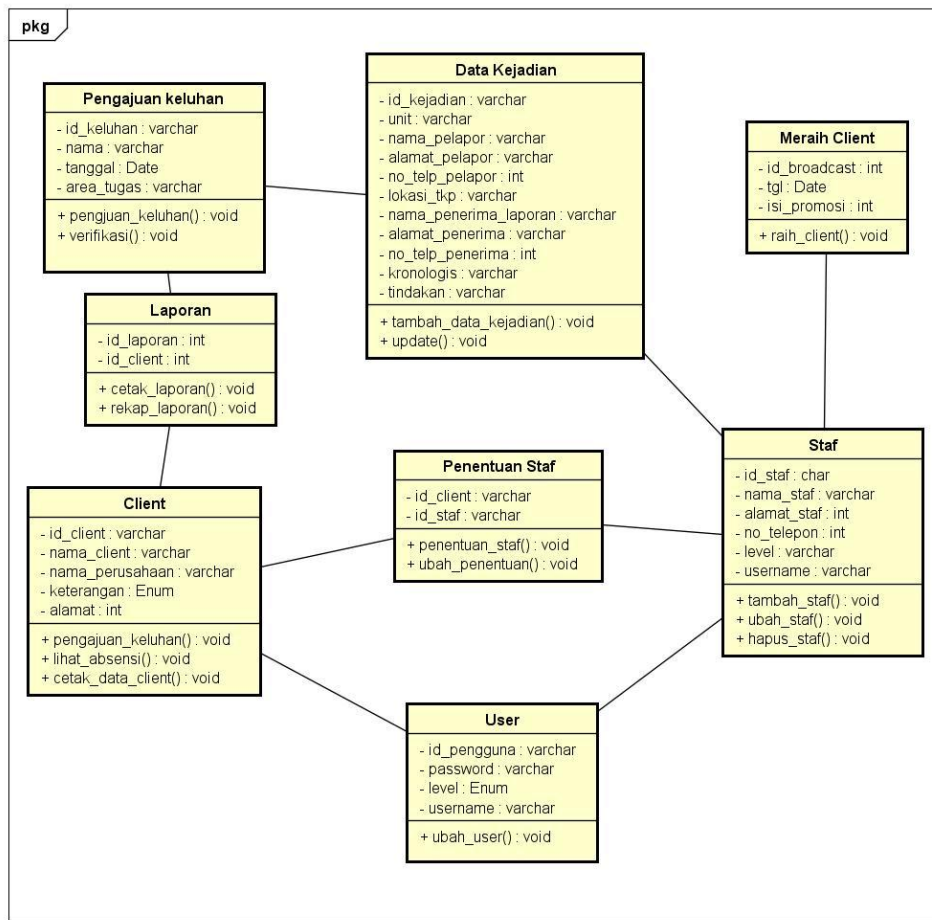 pkg
Pengajuan keluhan
- id_keluhan : varchar
- nama : varchar
- tanggal : Date
- area_tugas : varchar
+ pengjuan_keluhan() : void
+ verifikasi() : void
Data Kejadian
- id_kejadian : varchar
- unit : varchar
- nama_pelapor : varchar
- alamat_pelapor : varchar
- no_telp_pelapor : int
- lokasi_tkp : varchar
- nama_penerima_laporan : varchar
- alamat_penerima : varchar
- no_telp_penerima : int
- kronologis : varchar
- tindakan : varchar
+ tambah_data_kejadian() : void
+ update() : void
Meraih Client
- id_broadcast : int
- tgl : Date
- isi_promosi : int
+ raih_client() : void
Laporan
- id_laporan : int
- id_client : int
+ cetak_laporan() : void
+ rekap_laporan() : void
Client
- id_client : varchar
- nama_client : varchar
- nama_perusahaan : varchar
- keterangan : Enum
- alamat : int
+ pengajuan_keluhan() : void
+ lihat_absensi() : void
+ cetak_data_client() : void
Penentuan Staf
- id_client : varchar
- id_staf : varchar
+ penentuan_staf() : void
+ ubah_penentuan() : void
Staf
- id_staf : char
- nama_staf : varchar
- alamat_staf : int
- no_telepon : int
- level : varchar
- username : varchar
+ tambah_staf() : void
+ ubah_staf() : void
+ hapus_staf() : void
User
- id_pengguna : varchar
- password : varchar
- level : Enum
- username : varchar
+ ubah_user() : void